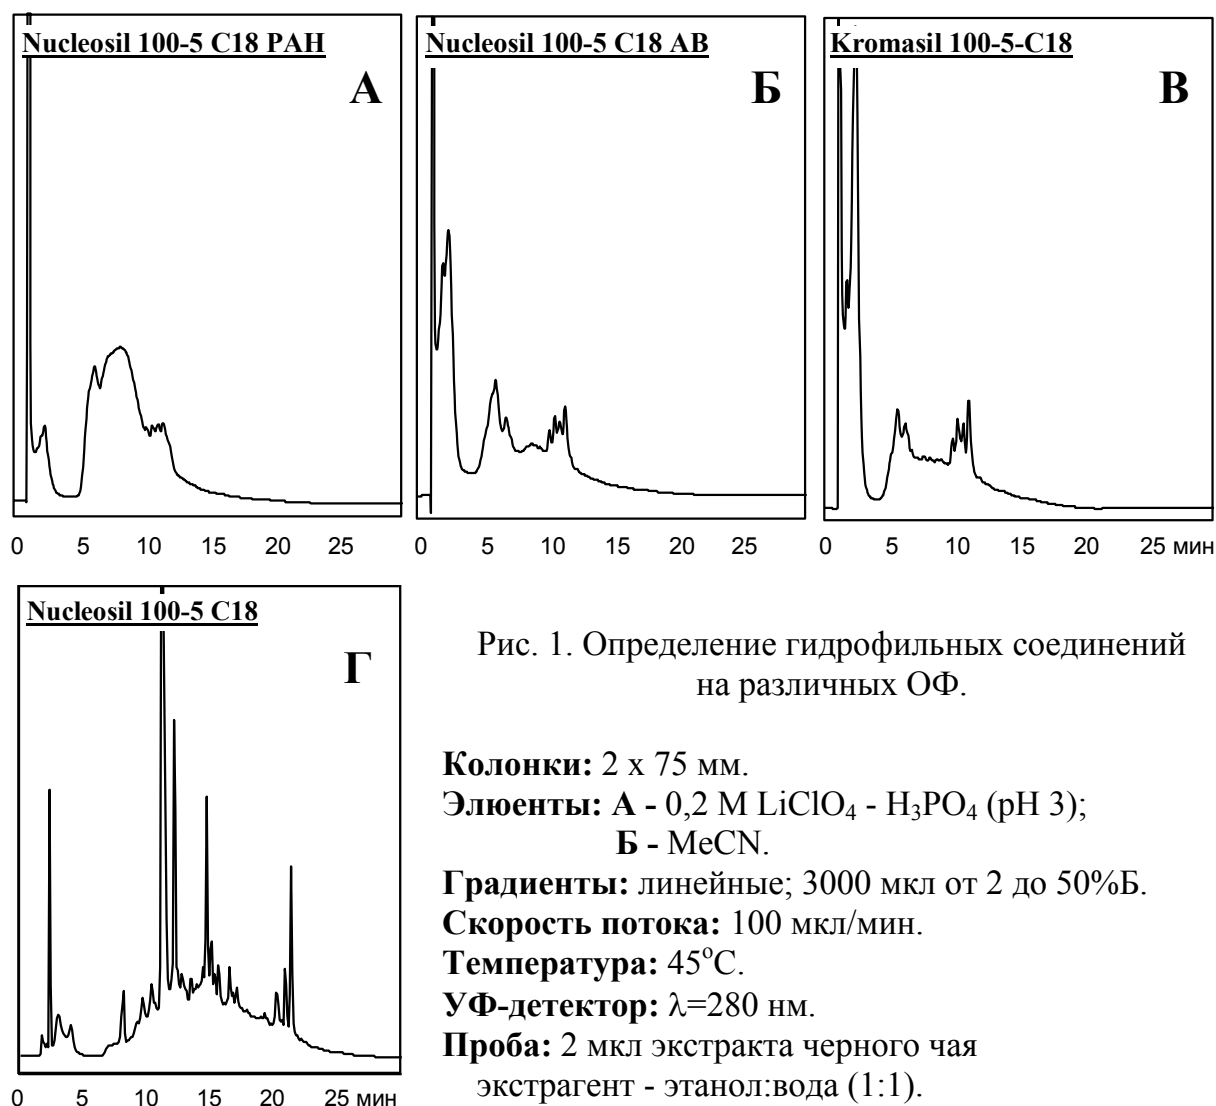 Nucleosil 100-5 C18 PAH
А
0 5 10 15 20 25
Nucleosil 100-5 C18 AB
Б
0 5 10 15 20 25
Kromasil 100-5-C18
В
0 5 10 15 20 25 мин
Nucleosil 100-5 C18
Г
0 5 10 15 20 25 мин
Рис. 1. Определение гидрофильных соединений
на различных ОФ.
Колонки: 2 х 75 мм.
Элюенты: А - 0,2 М LiClO₄ - H₃PO₄ (pH 3);
Б - MeCN.
Градиенты: линейные; 3000 мкл от 2 до 50%Б.
Скорость потока: 100 мкл/мин.
Температура: 45°С.
УФ-детектор: λ=280 нм.
Проба: 2 мкл экстракта черного чая
экстрагент - этанол:вода (1:1).